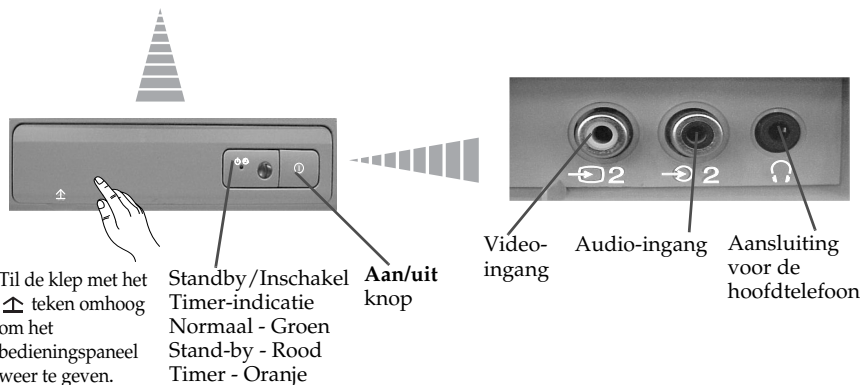 2
2
Til de klep met het
teken omhoog
om het
bedieningspaneel
weer te geven.
Standby/Inschakel
Timer-indicatie
Normaal - Groen
Stand-by - Rood
Timer - Oranje
Aan/uit
knop
Video-
ingang
Audio-ingang
Aansluiting
voor de
hoofdtelefoon